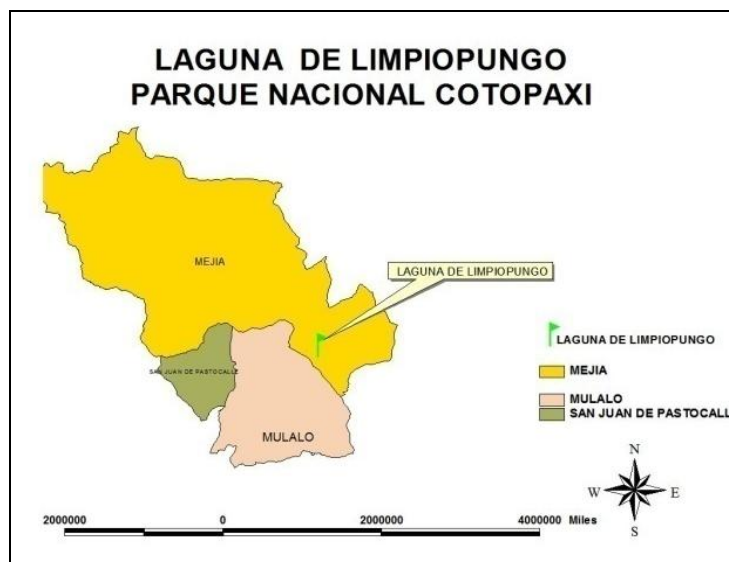 LAGUNA DE LIMPIOPUNGO
PARQUE NACIONAL COTOPAXI
MEJIA
LAGUNA DE LIMPIOPUNGO
SAN JUAN DE PASTOCALLE
MULALO
LAGUNA DE LIMPIOPUNGO
MEJIA
MULALO
SAN JUAN DE PASTOCALL
N
W E
S
2000000 0 2000000 4000000 Miles